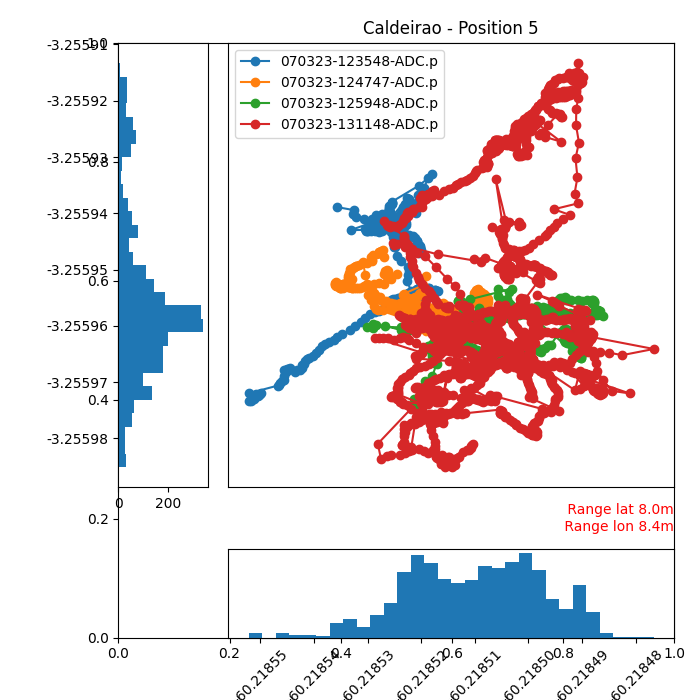 Caldeirao - Position 5
070323-123548-ADC.p
070323-124747-ADC.p
070323-125948-ADC.p
070323-131148-ADC.p
-3.25591
1.0
-3.25592
-3.25593
0.8
-3.25594
-3.25595
0.6
-3.25596
-3.25597
0.4
-3.25598
0 200
Range lat 8.0m
Range lon 8.4m
0.2
0.0
0.0 0.2 0.4 0.6 0.8 1.0
60.21855 60.21854 60.21853 60.21852 60.21851 60.21850 60.21849 60.21848